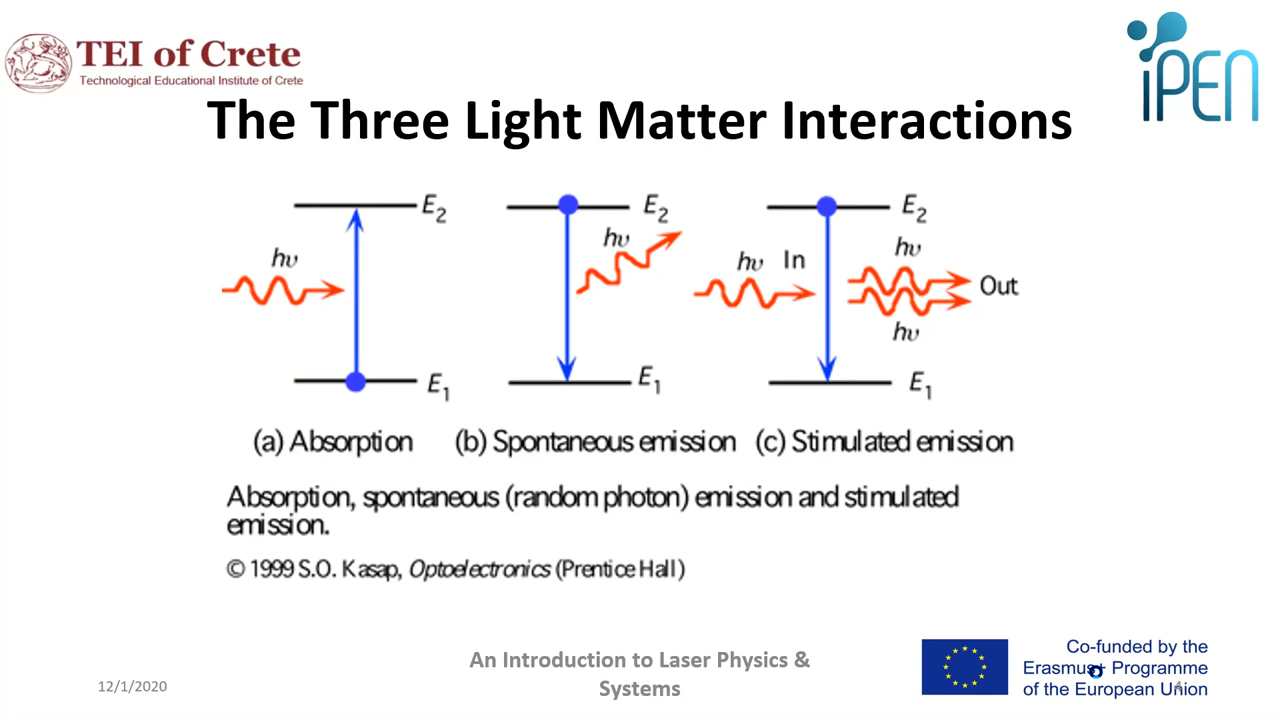 TEI of Crete
Technological Educational Institute of Crete
iPEN
The Three Light Matter Interactions
E2
hυ
E1
(a) Absorption
E2
hυ
E1
(b) Spontaneous emission
E2
hυ In
hυ
Out
hυ
E1
(c) Stimulated emission
Absorption, spontaneous (random photon) emission and stimulated
emission.
© 1999 S.O. Kasap, Optoelectronics (Prentice Hall)
12/1/2020
An Introduction to Laser Physics &
Systems
Co-funded by the
Erasmus+ Programme
of the European Union
4